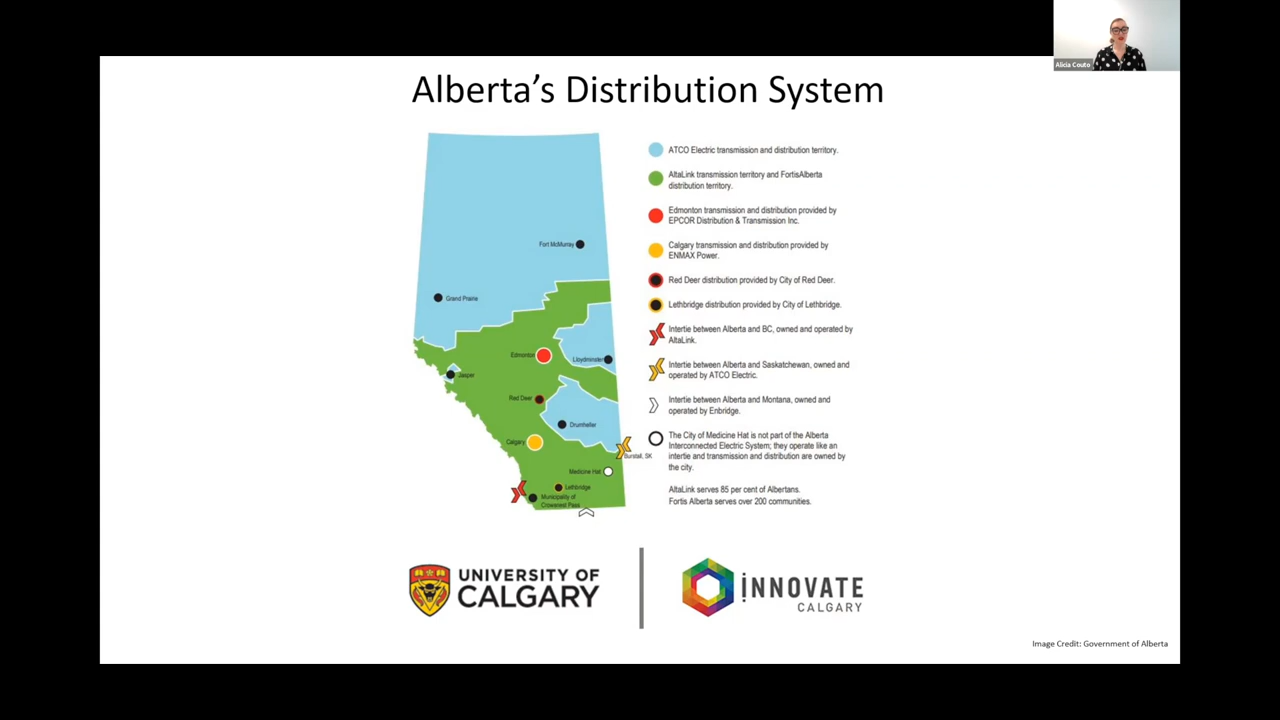 Alicia Couto
Alberta's Distribution System
ATCO Electric transmission and distribution territory.
AltaLink transmission territory and FortisAlberta
distribution territory.
Edmonton transmission and distribution provided by
EPCOR Distribution & Transmission Inc.
Calgary transmission and distribution provided by
ENMAX Power.
Red Deer distribution provided by City of Red Deer.
Lethbridge distribution provided by City of Lethbridge.
Intertie between Alberta and BC, owned and operated by
AltaLink.
Intertie between Alberta and Saskatchewan, owned and
operated by ATCO Electric.
Intertie between Alberta and Montana, owned and
operated by Enbridge.
The City of Medicine Hat is not part of the Alberta
Interconnected Electric System; they operate like an
intertie and transmission and distribution are owned by
the city.
AltaLink serves 85 per cent of Albertans.
Fortis Alberta serves over 200 communities.
Fort McMurray
Grand Prairie
Edmonton
Lloydminster
Jasper
Red Deer
Drumheller
Calgary
Burstall, SK
Medicine Hat
Lethbridge
Municipality of
Crowsnest Pass
UNIVERSITY OF
CALGARY
INNOVATE
CALGARY
Image Credit: Government of Alberta